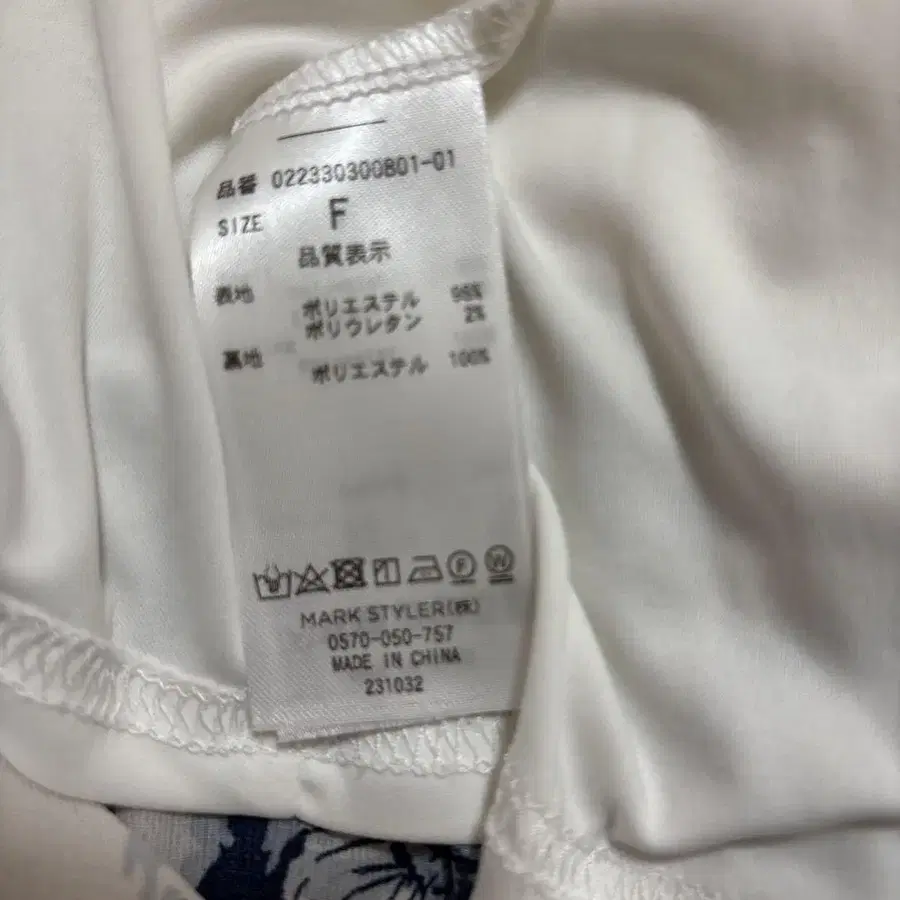 品番 022330300801-01
SIZE F
品質表示
表地 ポリエステル 98%
ポリウレタン 2%
裏地 ポリエステル 100%
F W
MARK STYLER(株)
0570-050-757
MADE IN CHINA
231032